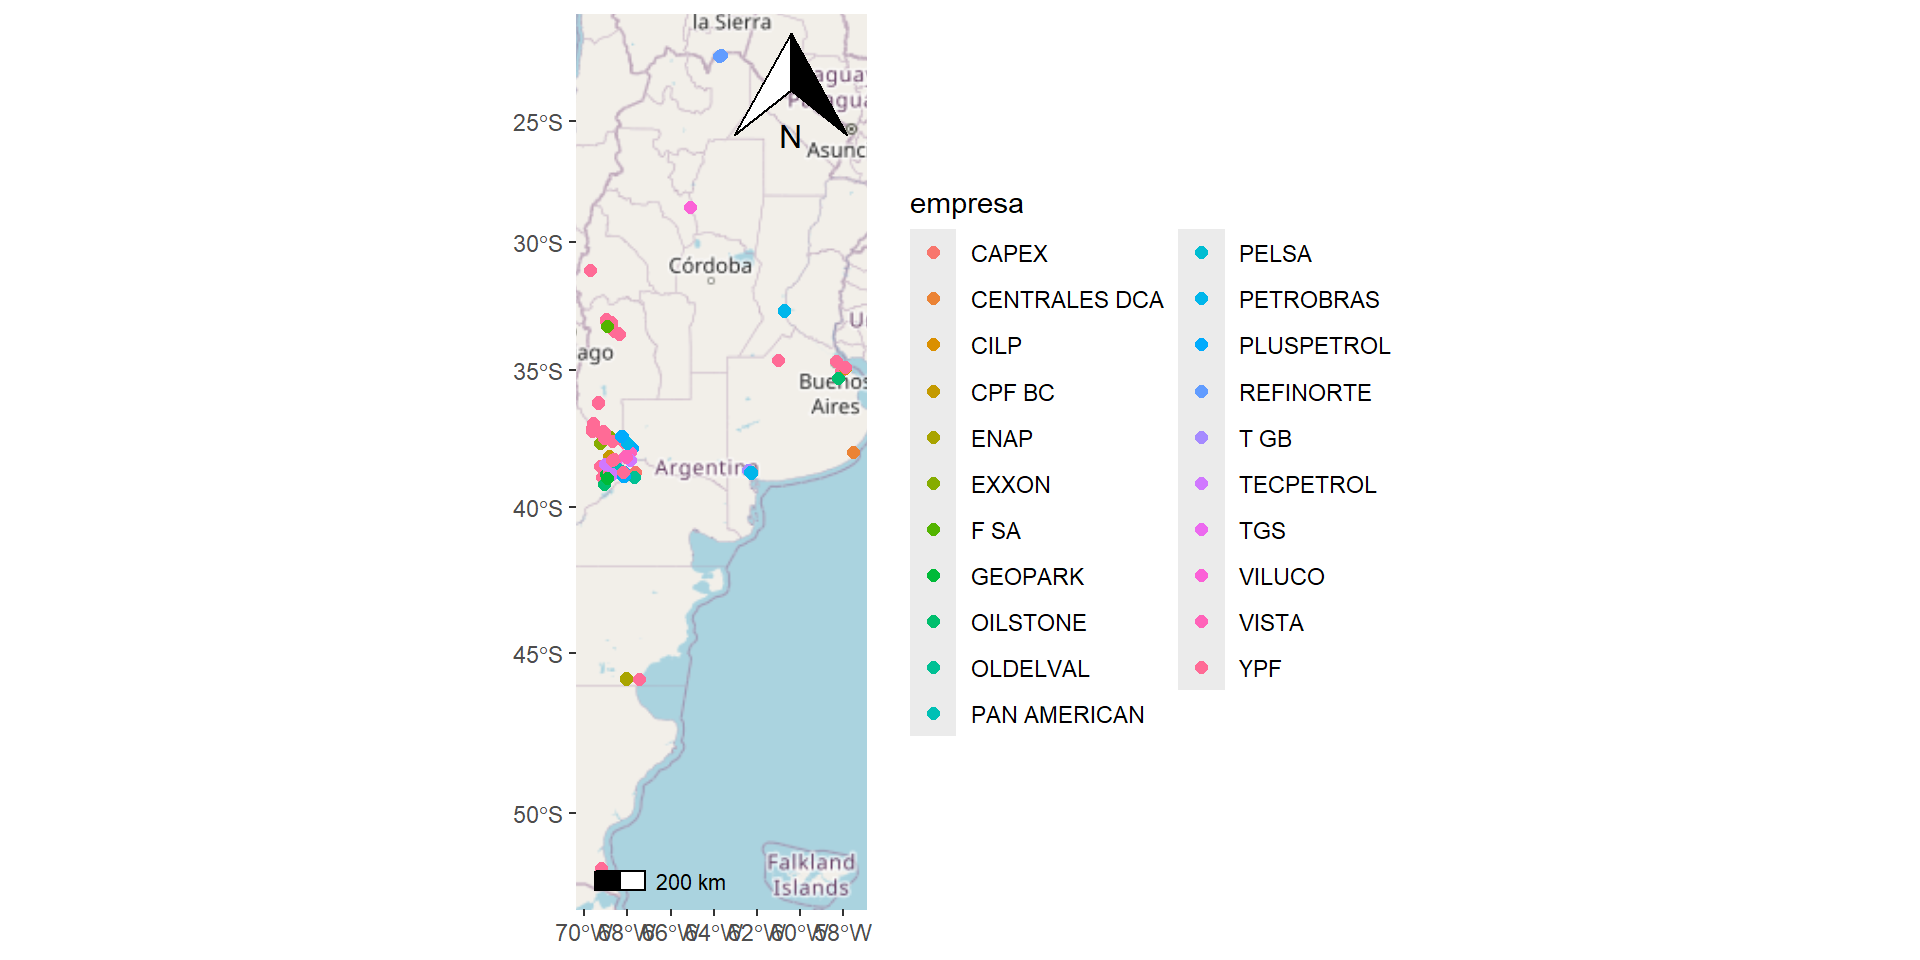 la Sierra
N
Asunc
25°S
30°S
35°S
40°S
45°S
50°S
Córdoba
ago
Buenos
Aires
Argentina
Falkland
Islands
200 km
70°W 68°W 66°W 64°W 62°W 60°W 58°W
empresa
CAPEX
CENTRALES DCA
CILP
CPF BC
ENAP
EXXON
F SA
GEOPARK
OILSTONE
OLDELVAL
PAN AMERICAN
PELSA
PETROBRAS
PLUSPETROL
REFINORTE
T GB
TECPETROL
TGS
VILUCO
VISTA
YPF